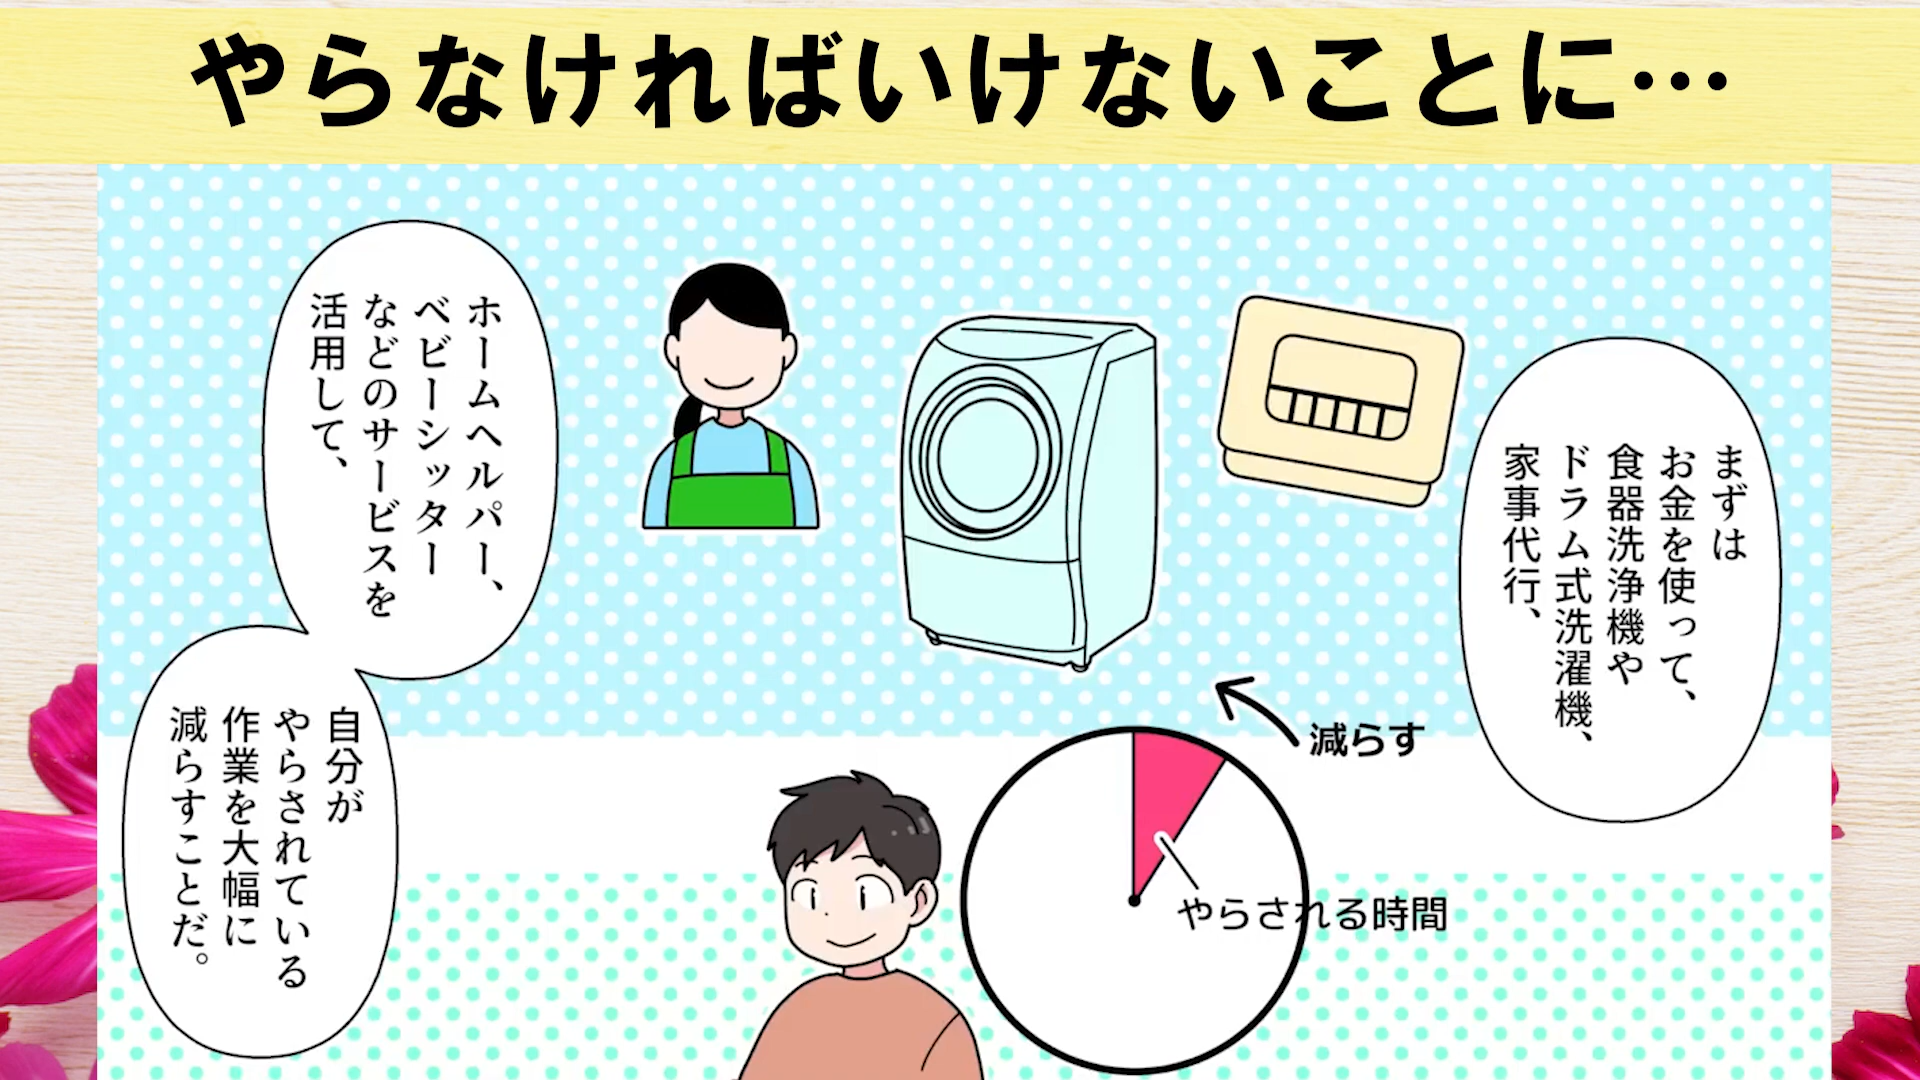 やらなければいけないことに…
まずは
お金を使って、
食器洗浄機や
ドラム式洗濯機、
家事代行、
ホームヘルパー、
ベビーシッター
などのサービスを
活用して、
自分が
やらされている
作業を大幅に
減らすことだ。
減らす
やらされる時間